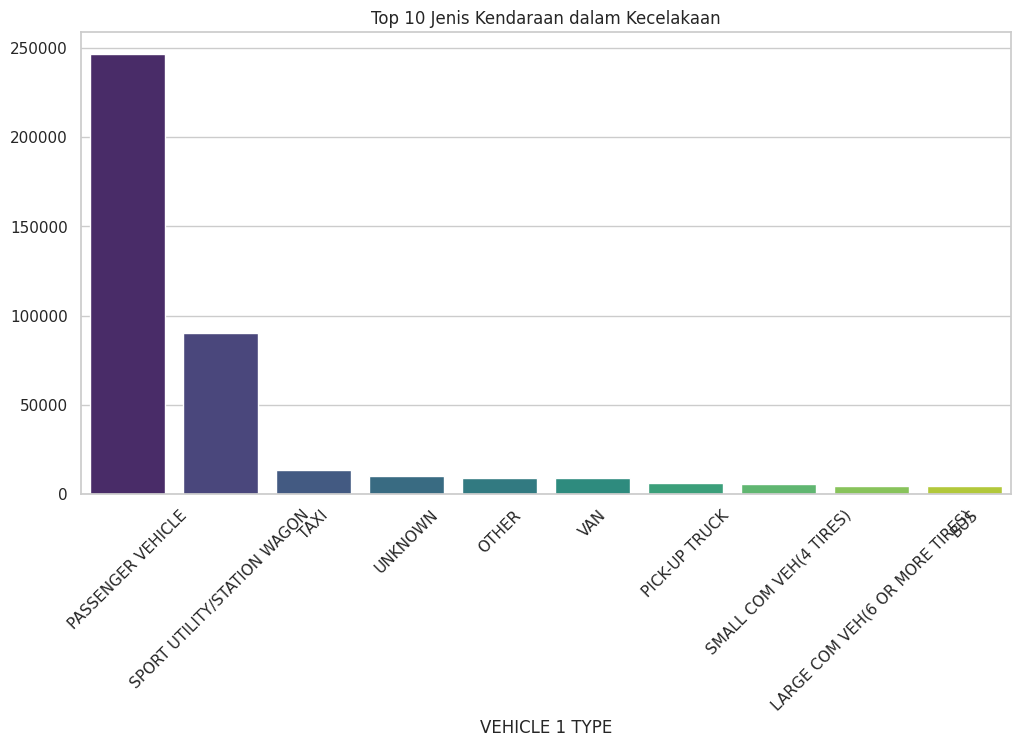 Top 10 Jenis Kendaraan dalam Kecelakaan
250000
200000
150000
100000
50000
0
PASSENGER VEHICLE
SPORT UTILITY/STATION WAGON
TAXI
UNKNOWN
OTHER
VAN
PICK-UP TRUCK
SMALL COM VEH(4 TIRES)
LARGE COM VEH(6 OR MORE TIRES)
BUS
VEHICLE 1 TYPE